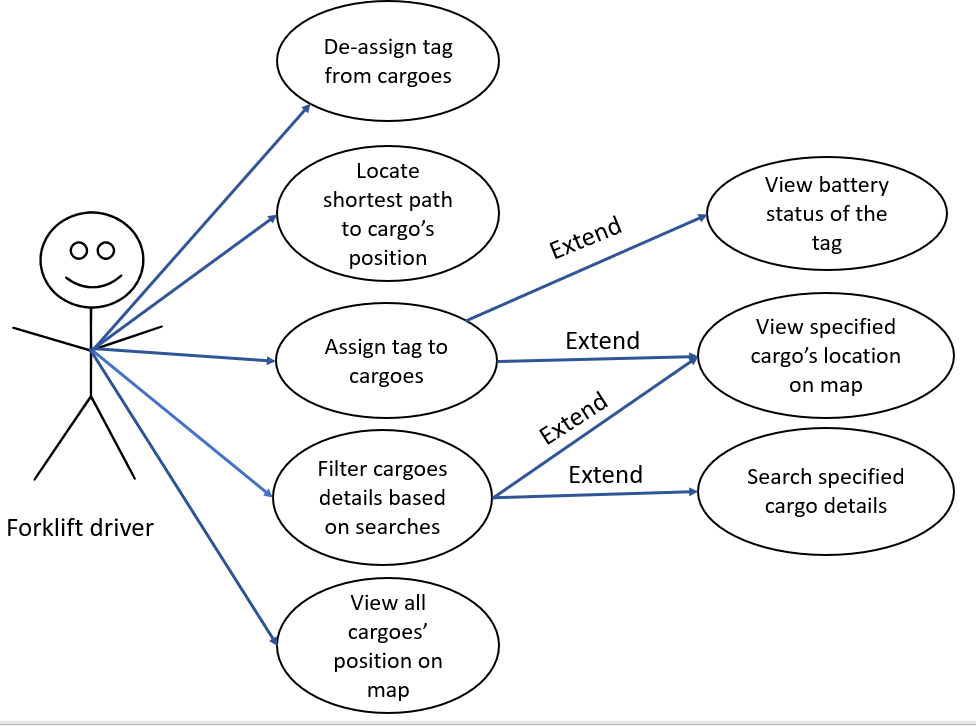 De-assign tag
from cargoes
Locate
shortest path
to cargo's
position
View battery
status of the
tag
Extend
Assign tag to
cargoes
Extend
View specified
cargo's location
on map
Extend
Filter cargoes
details based
on searches
Extend
Search specified
cargo details
Forklift driver
View all
cargoes’
position on
map